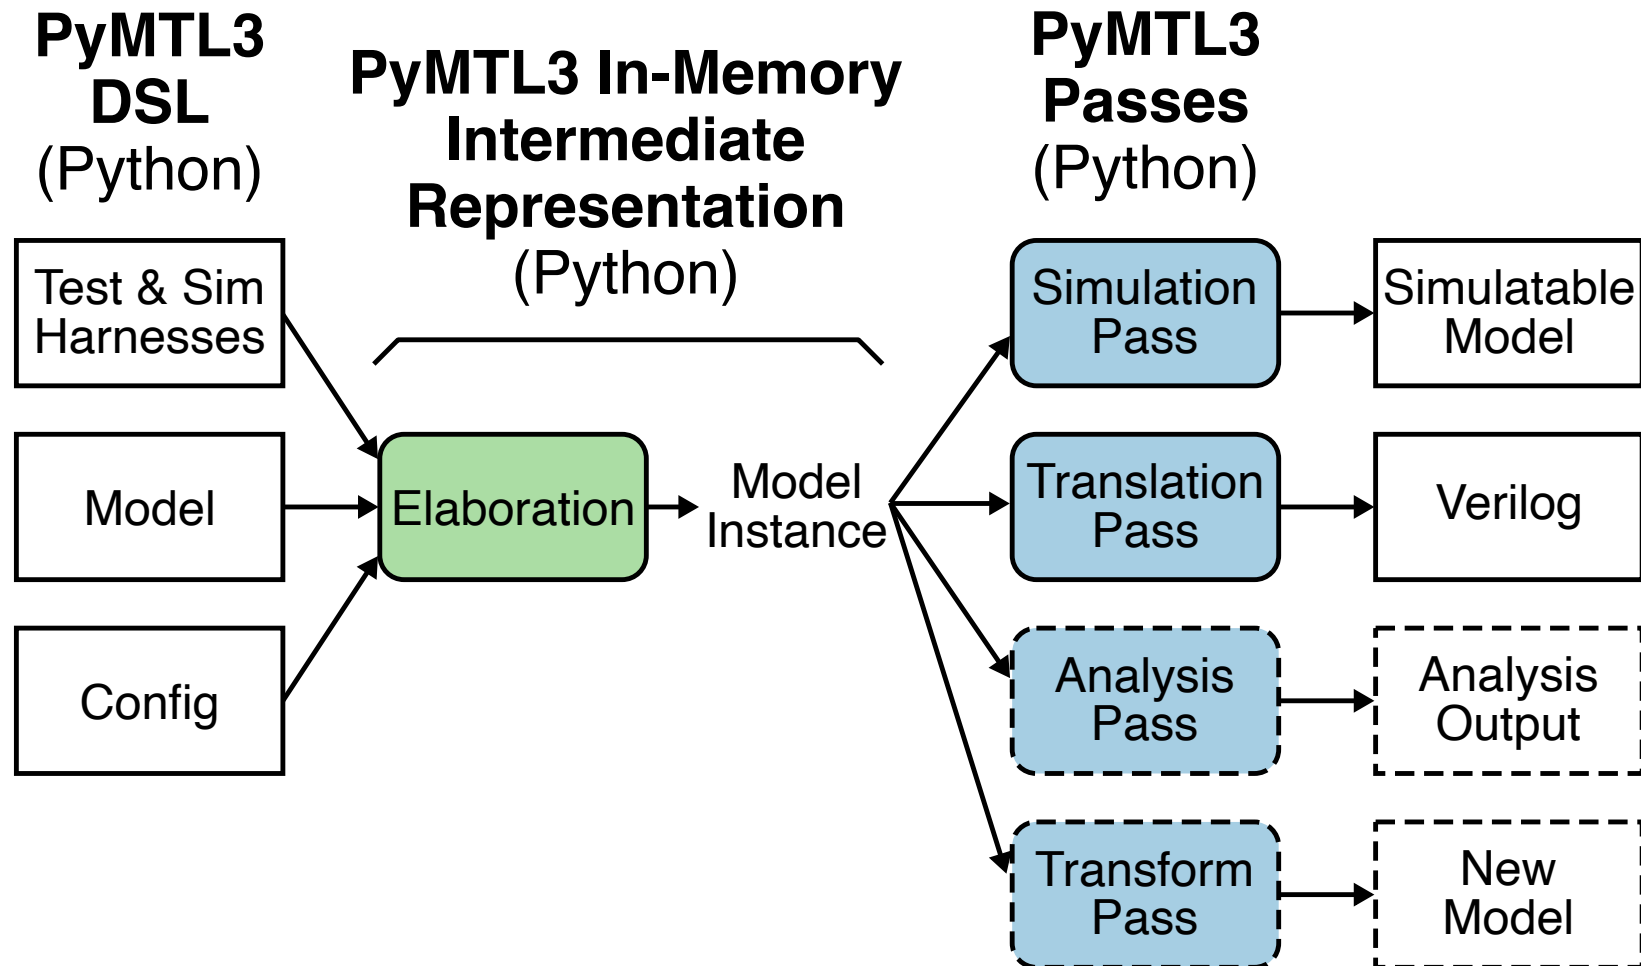 PyMTL3
DSL
(Python)
PyMTL3 In-Memory
Intermediate
Representation
(Python)
PyMTL3
Passes
(Python)
Test & Sim
Harnesses
Model
Config
Elaboration
Model
Instance
Simulation
Pass
Simulatable
Model
Translation
Pass
Verilog
Analysis
Pass
Analysis
Output
Transform
Pass
New
Model